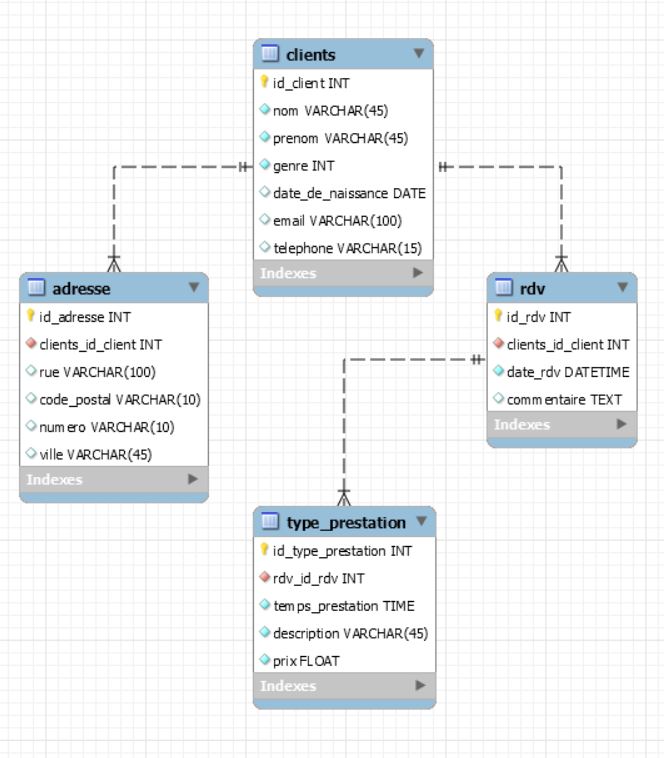 clients
id_client INT
nom VARCHAR(45)
prenom VARCHAR(45)
genre INT
date_de_naissance DATE
email VARCHAR(100)
telephone VARCHAR(15)
Indexes
adresse
id_adresse INT
clients_id_client INT
rue VARCHAR(100)
code_postal VARCHAR(10)
numero VARCHAR(10)
ville VARCHAR(45)
Indexes
rdv
id_rdv INT
clients_id_client INT
date_rdv DATETIME
commentaire TEXT
Indexes
type_prestation
id_type_prestation INT
rdv_id_rdv INT
temps_prestation TIME
description VARCHAR(45)
prix FLOAT
Indexes